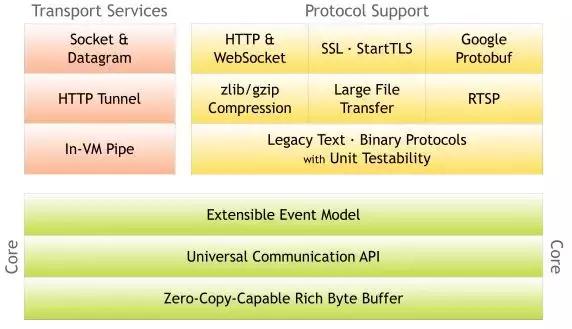 Transport Services
Protocol Support
Socket &
Datagram
HTTP &
WebSocket
SSL · StartTLS
Google
Protobuf
HTTP Tunnel
zlib/gzip
Compression
Large File
Transfer
RTSP
In-VM Pipe
Legacy Text · Binary Protocols
with Unit Testability
Core
Extensible Event Model
Universal Communication API
Zero-Copy-Capable Rich Byte Buffer
Core